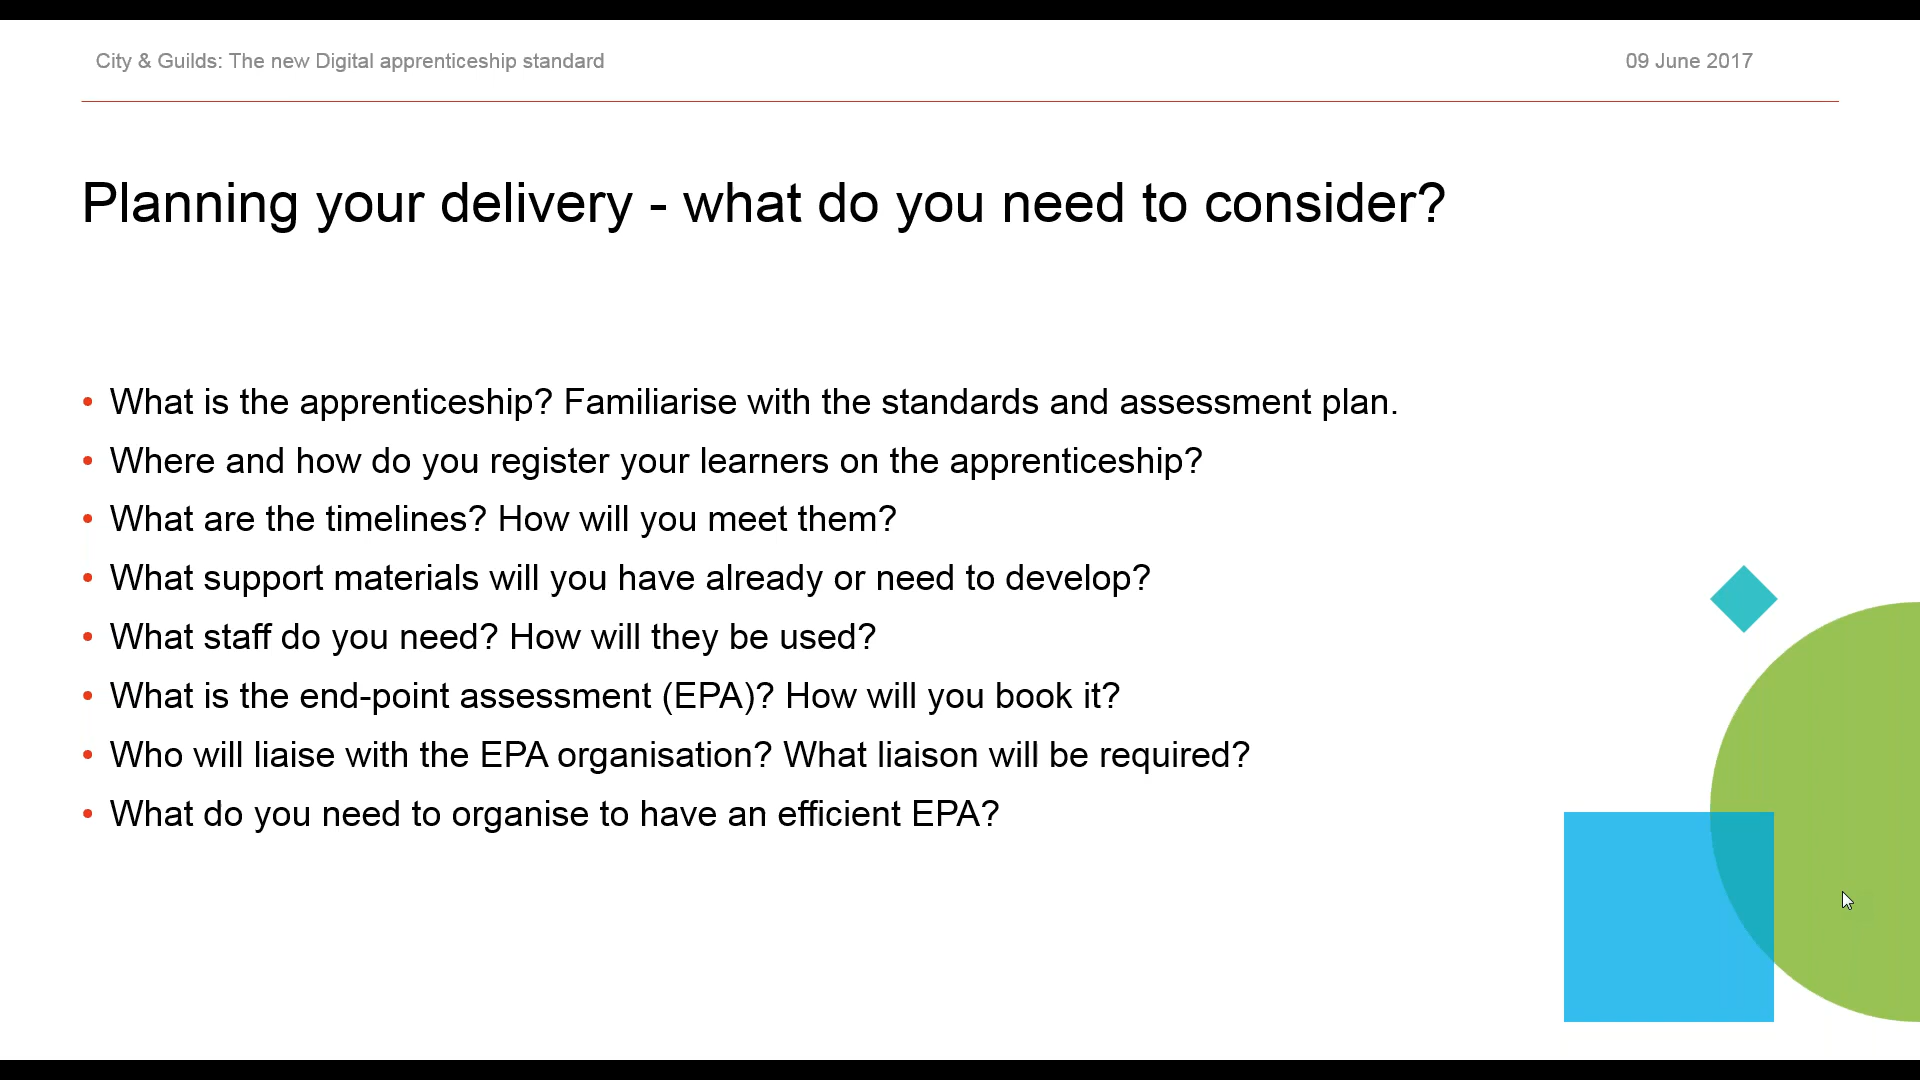 City & Guilds: The new Digital apprenticeship standard
09 June 2017
Planning your delivery - what do you need to consider?
• What is the apprenticeship? Familiarise with the standards and assessment plan.
• Where and how do you register your learners on the apprenticeship?
• What are the timelines? How will you meet them?
• What support materials will you have already or need to develop?
• What staff do you need? How will they be used?
• What is the end-point assessment (EPA)? How will you book it?
• Who will liaise with the EPA organisation? What liaison will be required?
• What do you need to organise to have an efficient EPA?